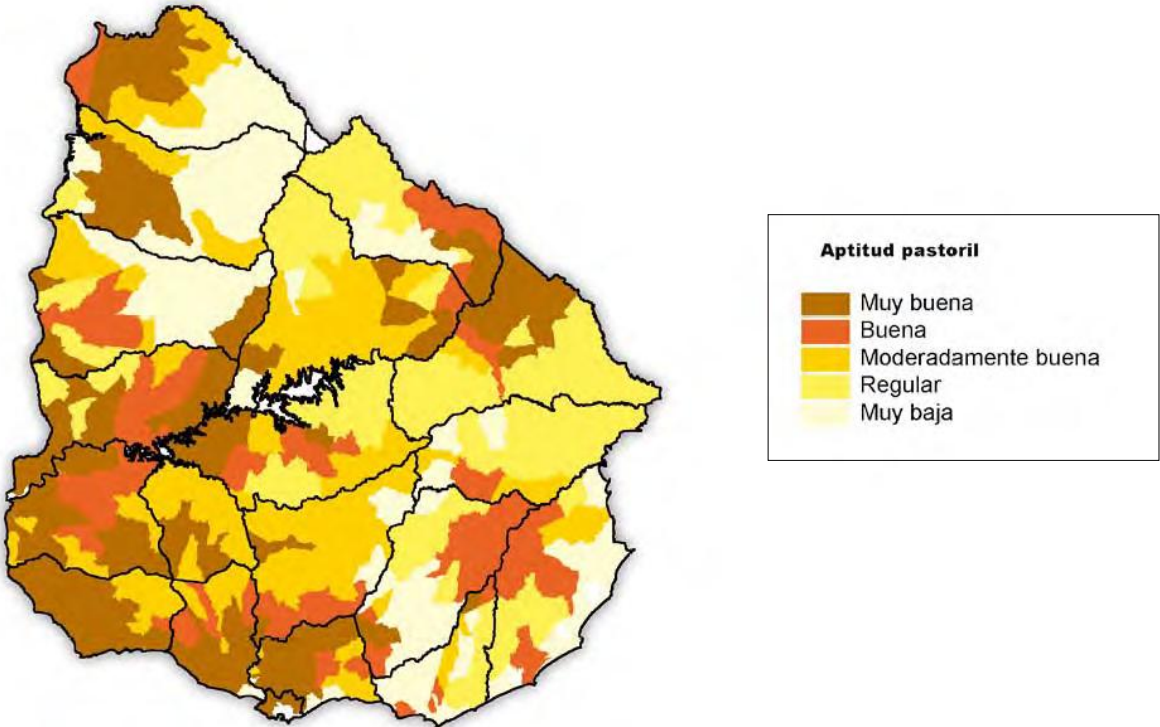 Aptitud pastoril
Muy buena
Buena
Moderadamente buena
Regular
Muy baja